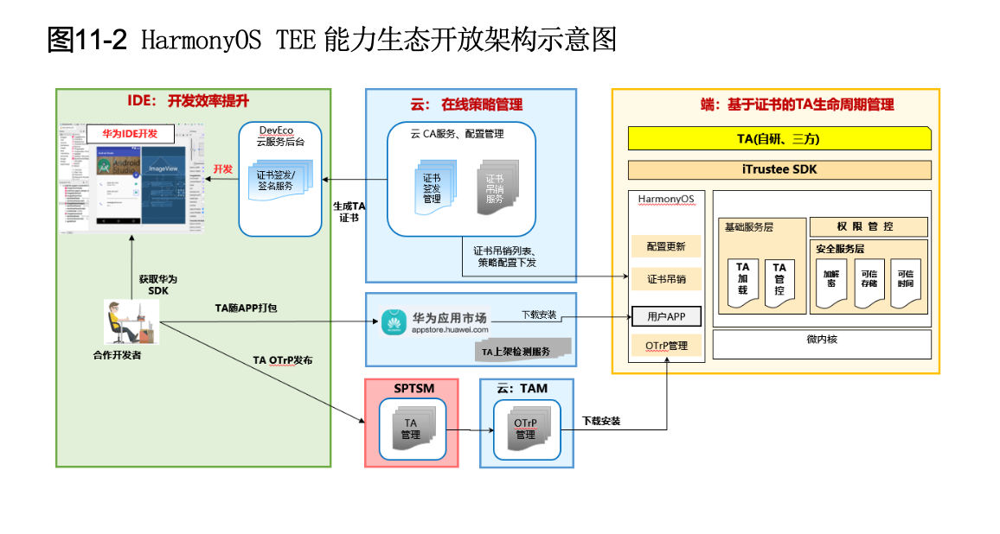 图11-2 HarmonyOS TEE 能力生态开放架构示意图
IDE： 开发效率提升
华为IDE开发
Android
Studio
ImageView
DevEco
云服务后台
证书签发/
签名服务
开发
获取华为
SDK
合作开发者
TA随APP打包
TA OTrP发布
生成TA
证书
云： 在线策略管理
云 CA服务、配置管理
证书
签发
管理
证书
吊销
服务
证书吊销列表、
策略配置下发
华为应用市场
appstore.huawei.com
TA上架检测服务
下载安装
SPTSM
TA
管理
云：TAM
OTrP
管理
下载安装
端：基于证书的TA生命周期管理
TA(自研、三方)
iTrustee SDK
HarmonyOS
配置更新
证书吊销
用户APP
OTrP管理
基础服务层
TA
加
载
TA
管
控
权 限 管 控
安全服务层
加解
密
可信
存储
可信
时间
微内核